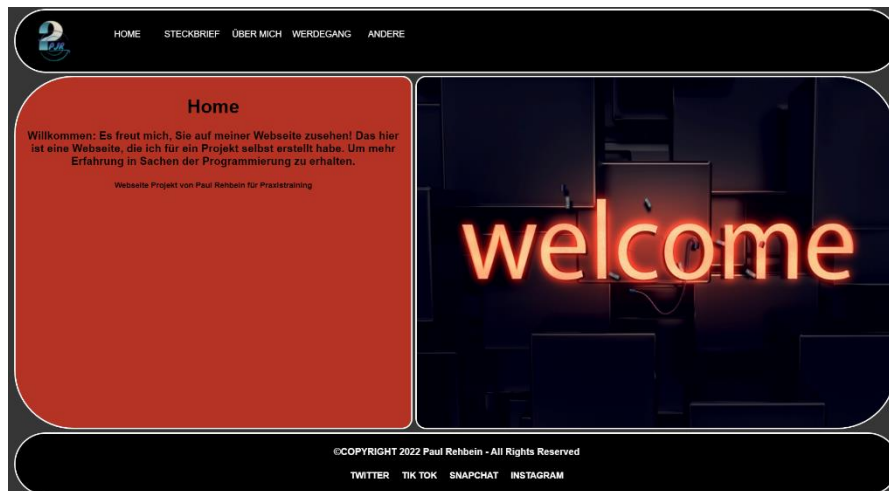 PJR
HOME STECKBRIEF ÜBER MICH WERDEGANG ANDERE
Home
Willkommen: Es freut mich, Sie auf meiner Webseite zusehen! Das hier
ist eine Webseite, die ich für ein Projekt selbst erstellt habe. Um mehr
Erfahrung in Sachen der Programmierung zu erhalten.
Webseite Projekt von Paul Rehbein für Praxistraining
welcome
©COPYRIGHT 2022 Paul Rehbein - All Rights Reserved
TWITTER TIK TOK SNAPCHAT INSTAGRAM